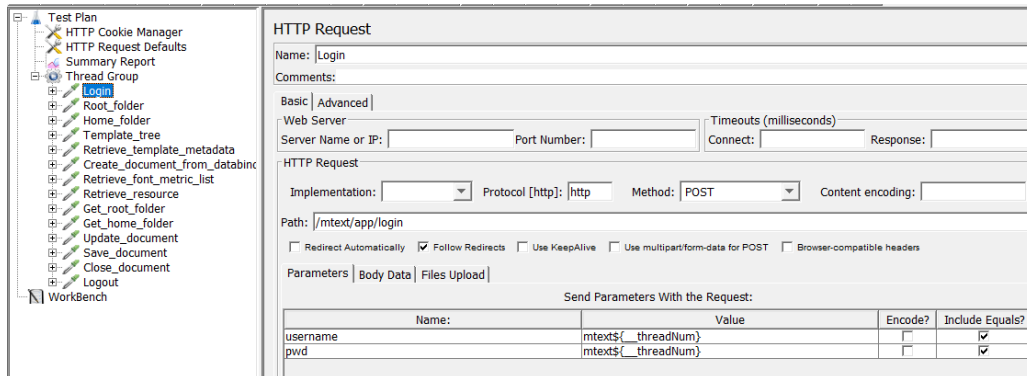 Test Plan
HTTP Cookie Manager
HTTP Request Defaults
Summary Report
Thread Group
Login
Root_folder
Home_folder
Template_tree
Retrieve_template_metadata
Create_document_from_databind
Retrieve_font_metric_list
Retrieve_resource
Get_root_folder
Get_home_folder
Update_document
Save_document
Close_document
Logout
WorkBench
HTTP Request
Name: Login
Comments:
Basic Advanced
Web Server Timeouts (milliseconds)
Server Name or IP: Port Number: Connect: Response:
HTTP Request
Implementation: Protocol [http]: http Method: POST Content encoding:
Path: /mtext/app/login
Redirect Automatically Follow Redirects Use KeepAlive Use multipart/form-data for POST Browser-compatible headers
Parameters Body Data Files Upload
Send Parameters With the Request:
Name: Value Encode? Include Equals?
username mtext${__threadNum}
pwd mtext${__threadNum}